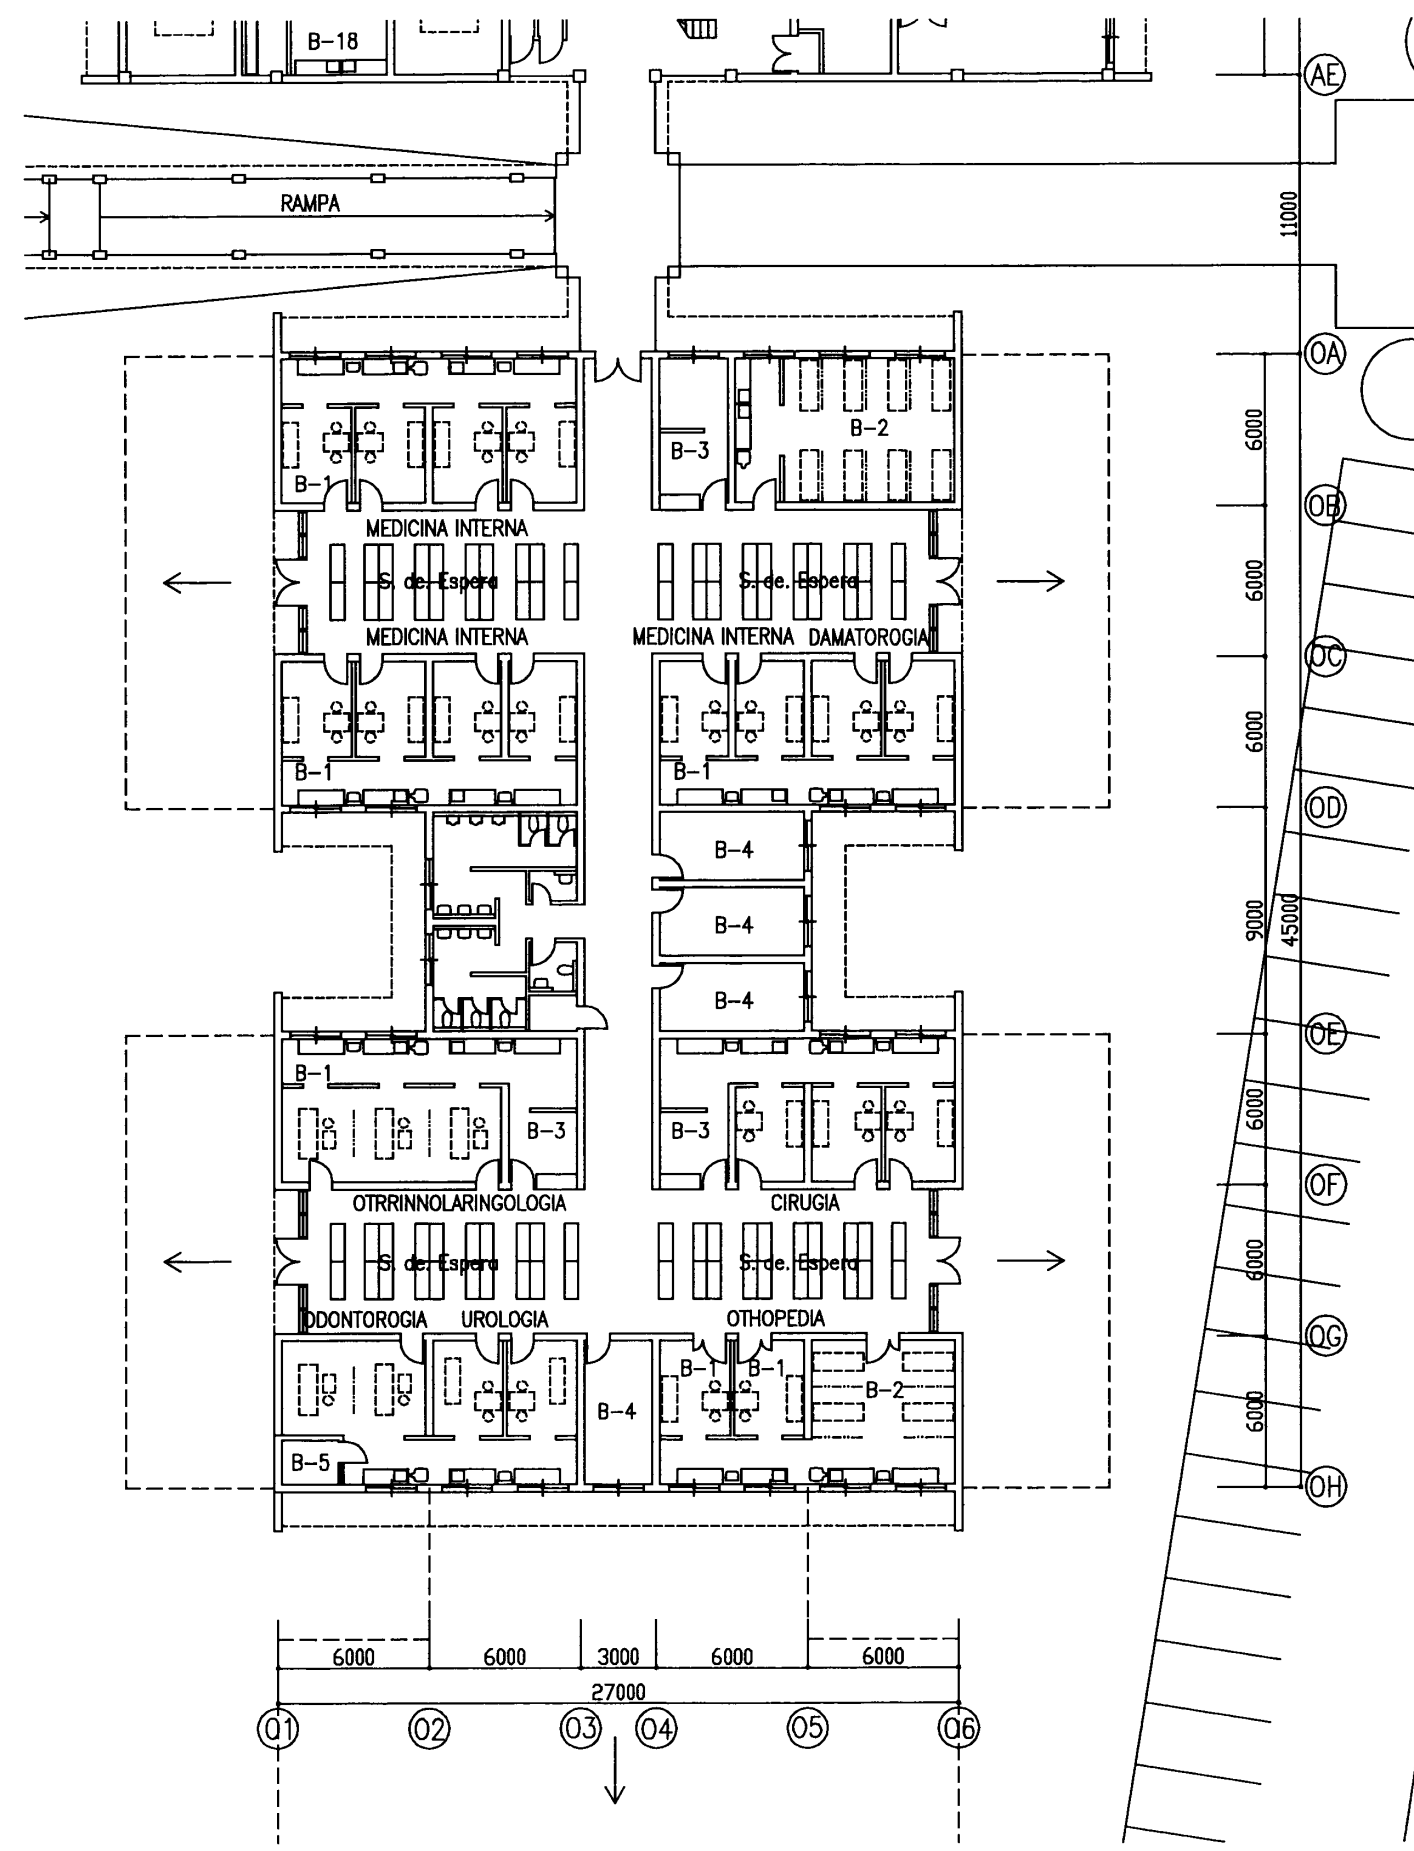 B-18
AE
RAMPA
11000
OA
B-1
B-3
B-2
6000
OB
MEDICINA INTERNA
S. de. Espera
S. de. Espera
6000
MEDICINA INTERNA
MEDICINA INTERNA
DAMATOROGIA
OC
6000
B-1
B-1
OD
B-4
B-4
9000
45000
B-4
OE
B-1
B-3
B-3
6000
OF
OTRRINNOLARINGOLOGIA
CIRUGIA
S. de. Espera
S. de. Espera
6000
ODONTOROGIA
UROLOGIA
OTHOPEDIA
OG
B-1
B-1
B-2
B-4
6000
B-5
OH
6000
6000
3000
6000
6000
27000
O1
O2
O3
O4
O5
O6